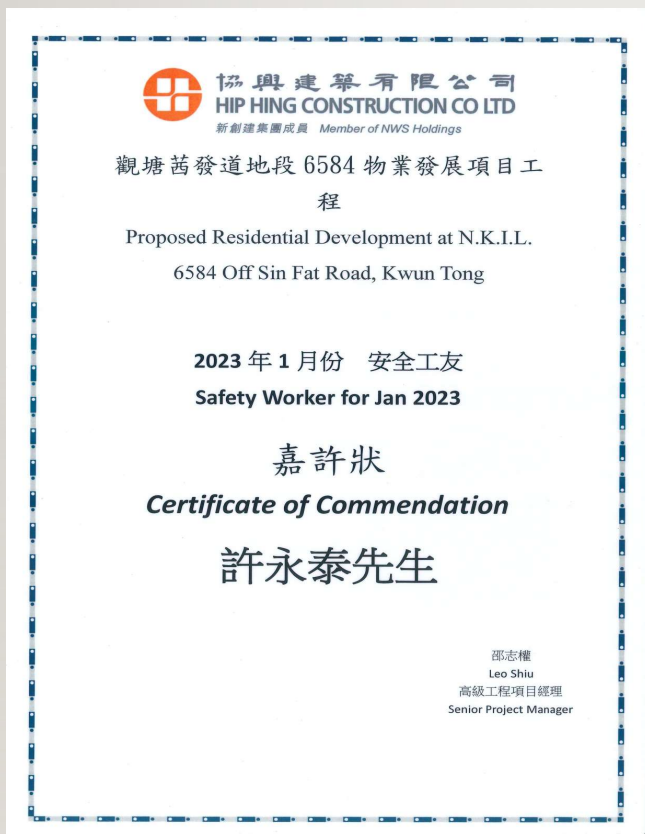 協興建築有限公司
HIP HING CONSTRUCTION CO LTD
新創建集團成員 Member of NWS Holdings
觀塘茜發道地段 6584 物業發展項目工
程
Proposed Residential Development at N.K.I.L.
6584 Off Sin Fat Road, Kwun Tong
2023 年 1 月份 安全工友
Safety Worker for Jan 2023
嘉許狀
Certificate of Commendation
許永泰先生
邵志權
Leo Shiu
高級工程項目經理
Senior Project Manager